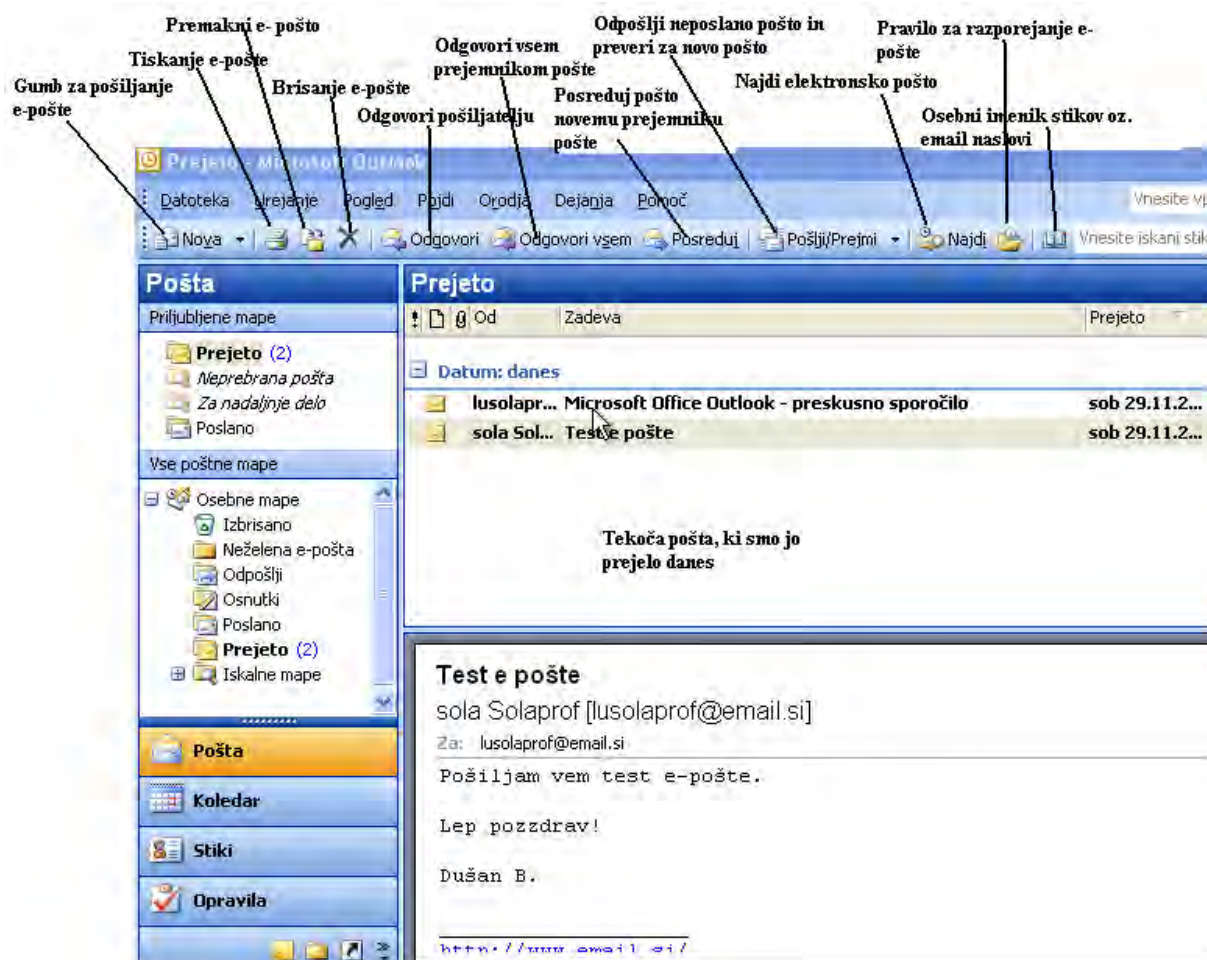 Premakni e- pošto
Tiskanje e-pošte
Gumb za pošiljanje
e-pošte
Brisanje e-pošte
Odgovori vsem
prejemnikom pošte
Odgovori pošiljatelju
Odpošlji neposlano pošto in
preveri za novo pošto
Posreduj pošto
novemu prejemniku
pošte
Pravilo za razporejanje e-
pošte
Najdi elektronsko pošto
Osebni imenik stikov oz.
email naslovi
Prejeto - Microsoft Outlook
Datoteka Urejanje Pogled Pojdi Orodja Dejanja Pomoč Vnesite vp
Nova Odgovori Odgovori vsem Posreduj Pošlji/Prejmi Najdi Vnesite iskani stik
Pošta
Priljubljene mape
Prejeto (2)
Neprebrana pošta
Za nadaljnje delo
Poslano
Vse poštne mape
Osebne mape
Izbrisano
Neželena e-pošta
Odpošlji
Osnutki
Poslano
Prejeto (2)
Iskalne mape
Pošta
Koledar
Stiki
Opravila
Prejeto
Od Zadeva Prejeto
Datum: danes
lusolapr... Microsoft Office Outlook - preskusno sporočilo sob 29.11.2...
sola Sol... Test e pošte sob 29.11.2...
Tekoča pošta, ki smo jo
prejelo danes
Test e pošte
sola Solaprof [lusolaprof@email.si]
Za: lusolaprof@email.si
Pošiljam vem test e-pošte.
Lep pozzdrav!
Dušan B.
http://www.email.si/